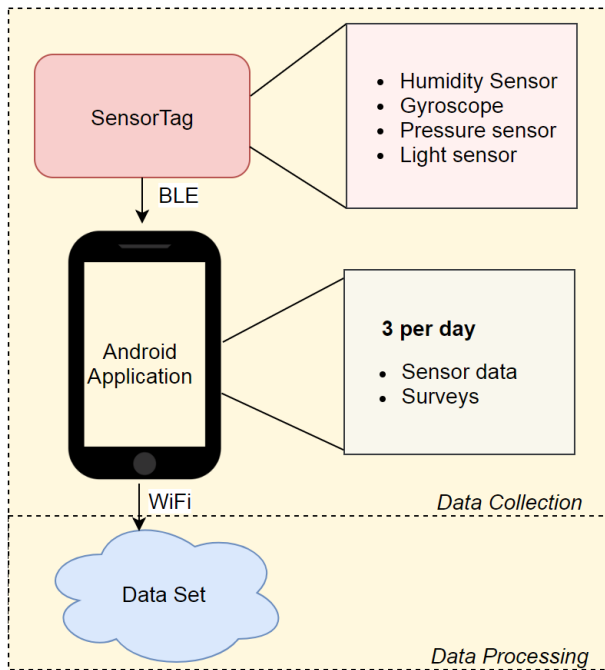 SensorTag
• Humidity Sensor
• Gyroscope
• Pressure sensor
• Light sensor
BLE
Android
Application
3 per day
• Sensor data
• Surveys
WiFi
Data Collection
Data Set
Data Processing